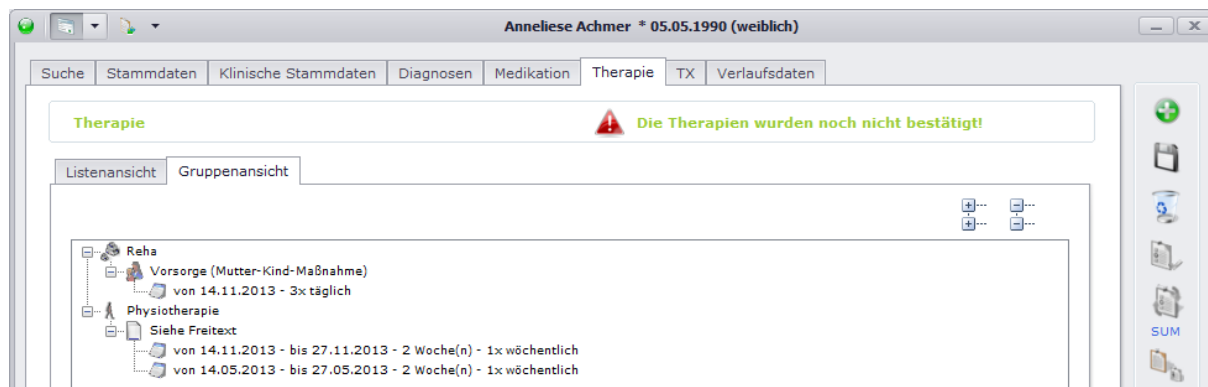 Anneliese Achmer * 05.05.1990 (weiblich)
Suche Stammdaten Klinische Stammdaten Diagnosen Medikation Therapie TX Verlaufsdaten
Therapie Die Therapien wurden noch nicht bestätigt!
Listenansicht Gruppenansicht
Reha
Vorsorge (Mutter-Kind-Maßnahme)
von 14.11.2013 - 3x täglich
Physiotherapie
Siehe Freitext
SUM
von 14.11.2013 - bis 27.11.2013 - 2 Woche(n) - 1x wöchentlich
von 14.05.2013 - bis 27.05.2013 - 2 Woche(n) - 1x wöchentlich